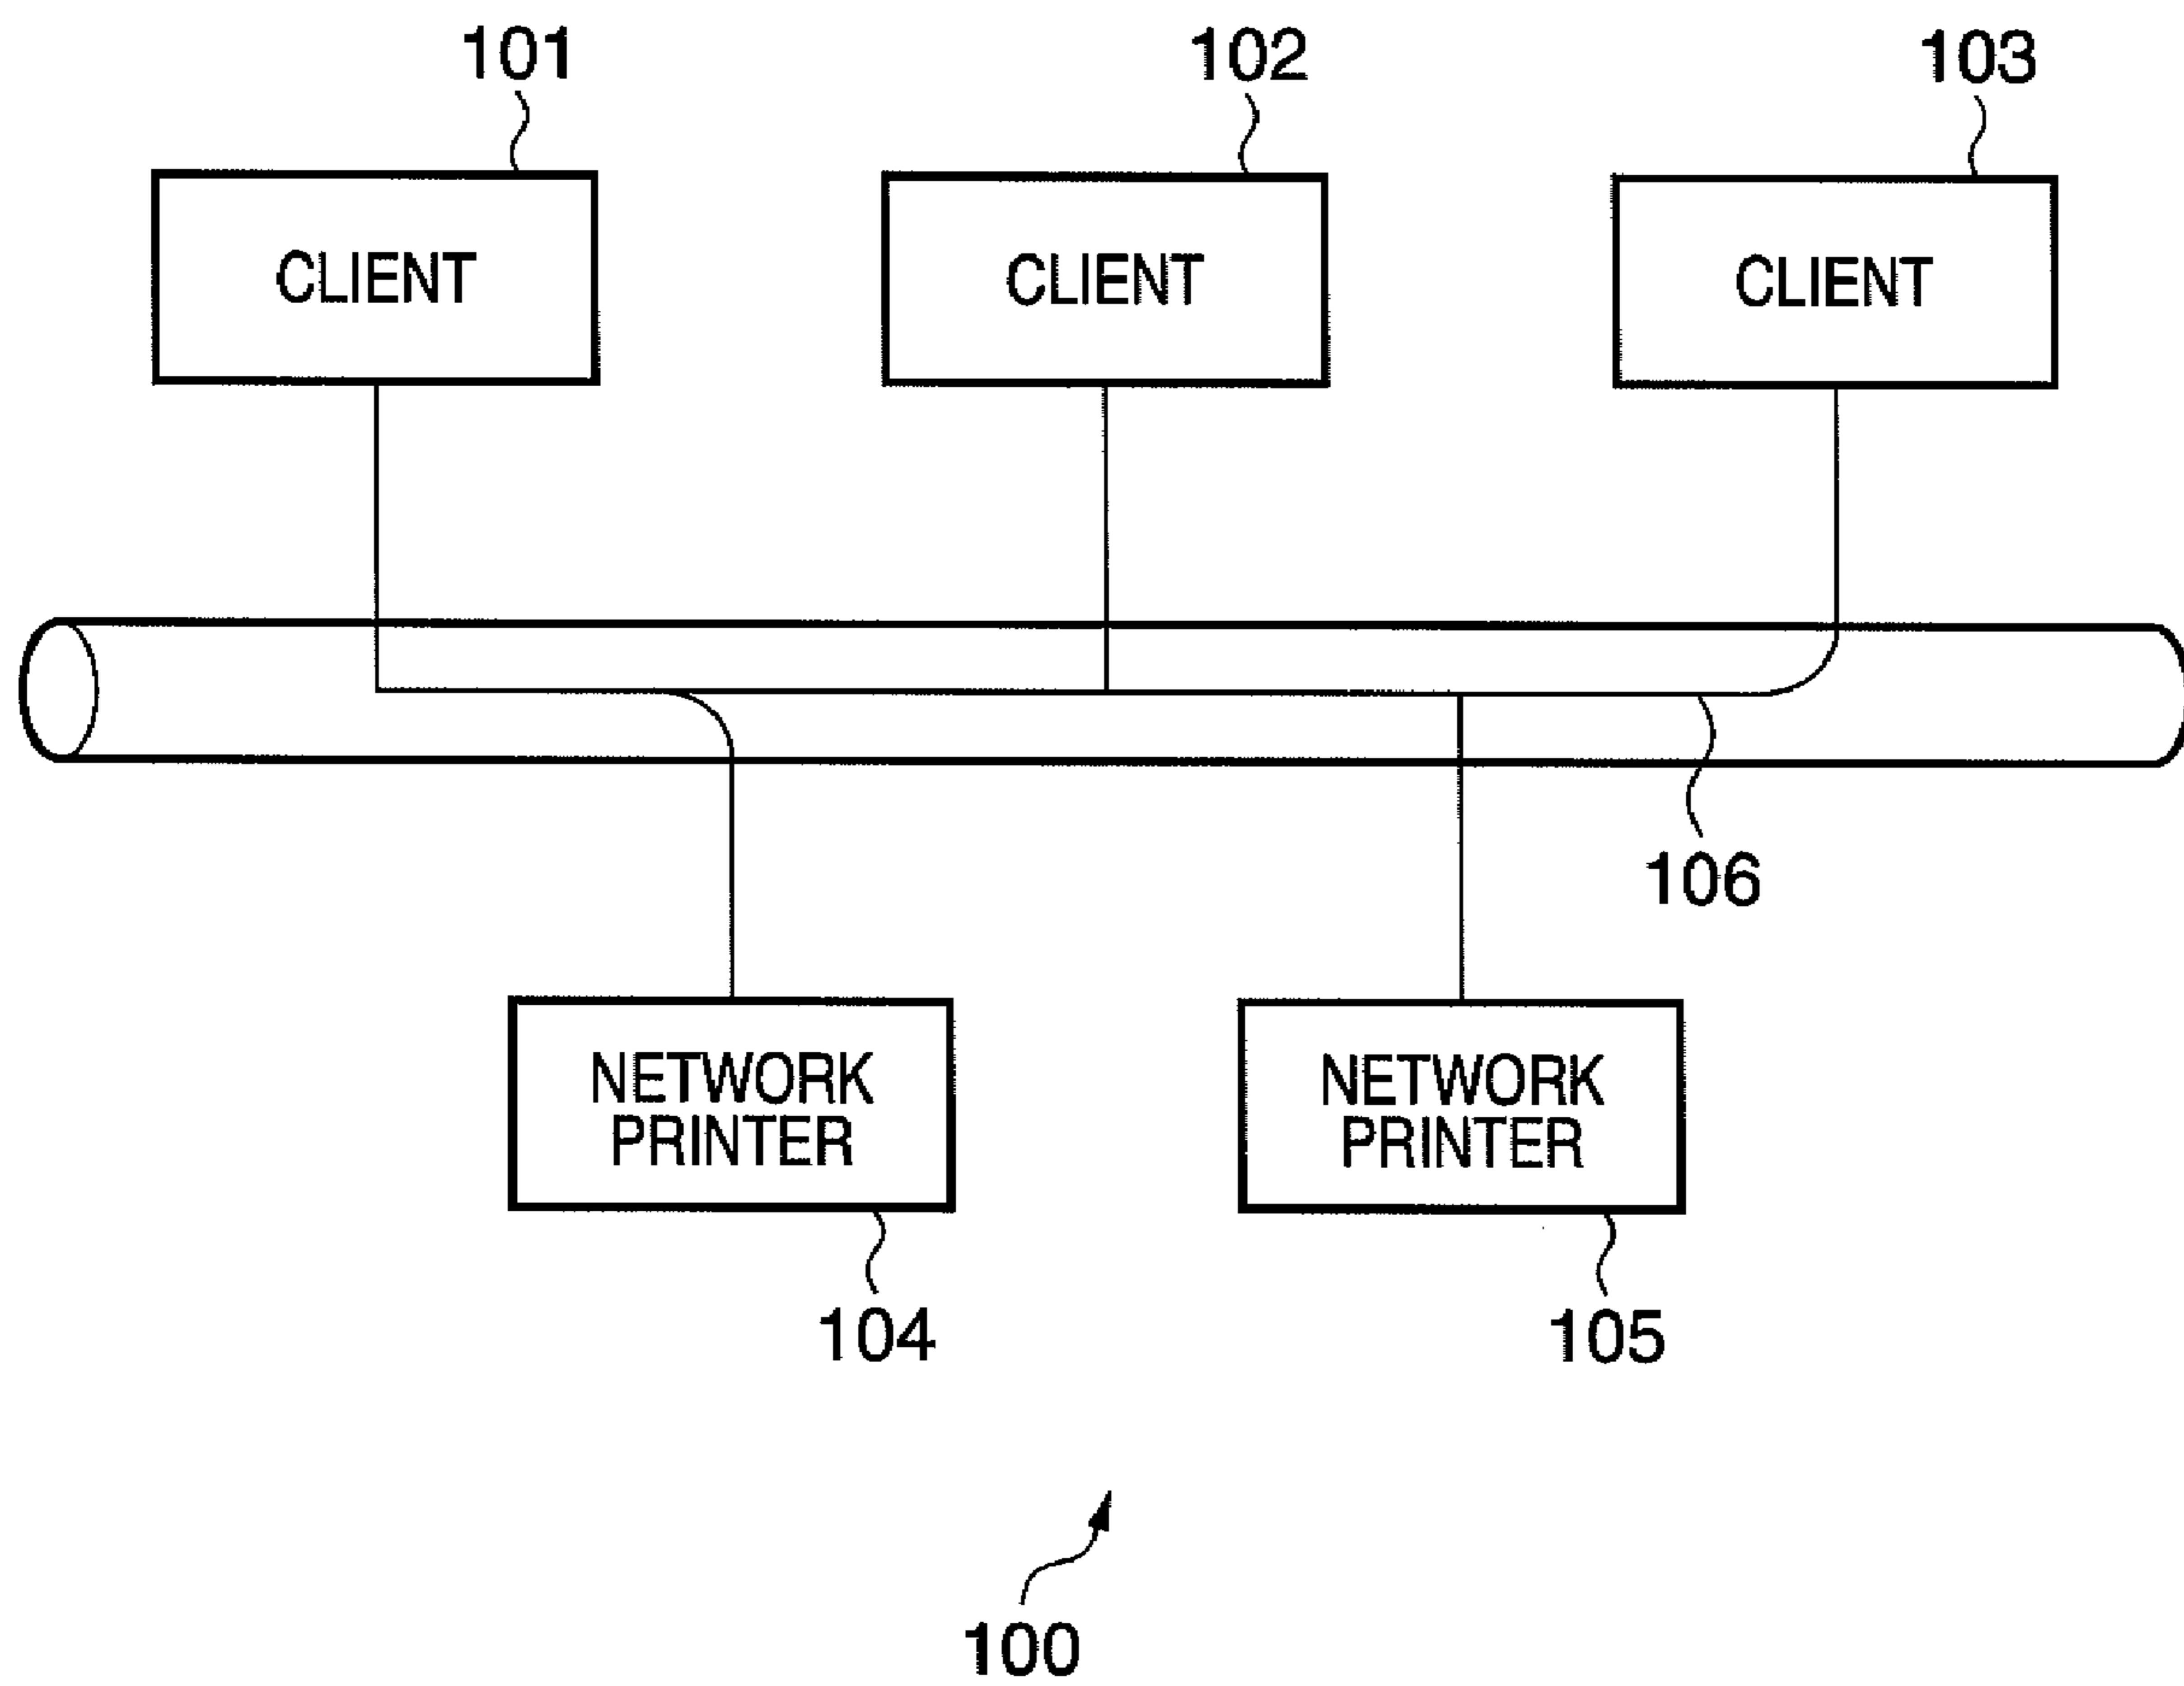 101
102
103
CLIENT
CLIENT
CLIENT
106
NETWORK
PRINTER
NETWORK
PRINTER
104
105
100